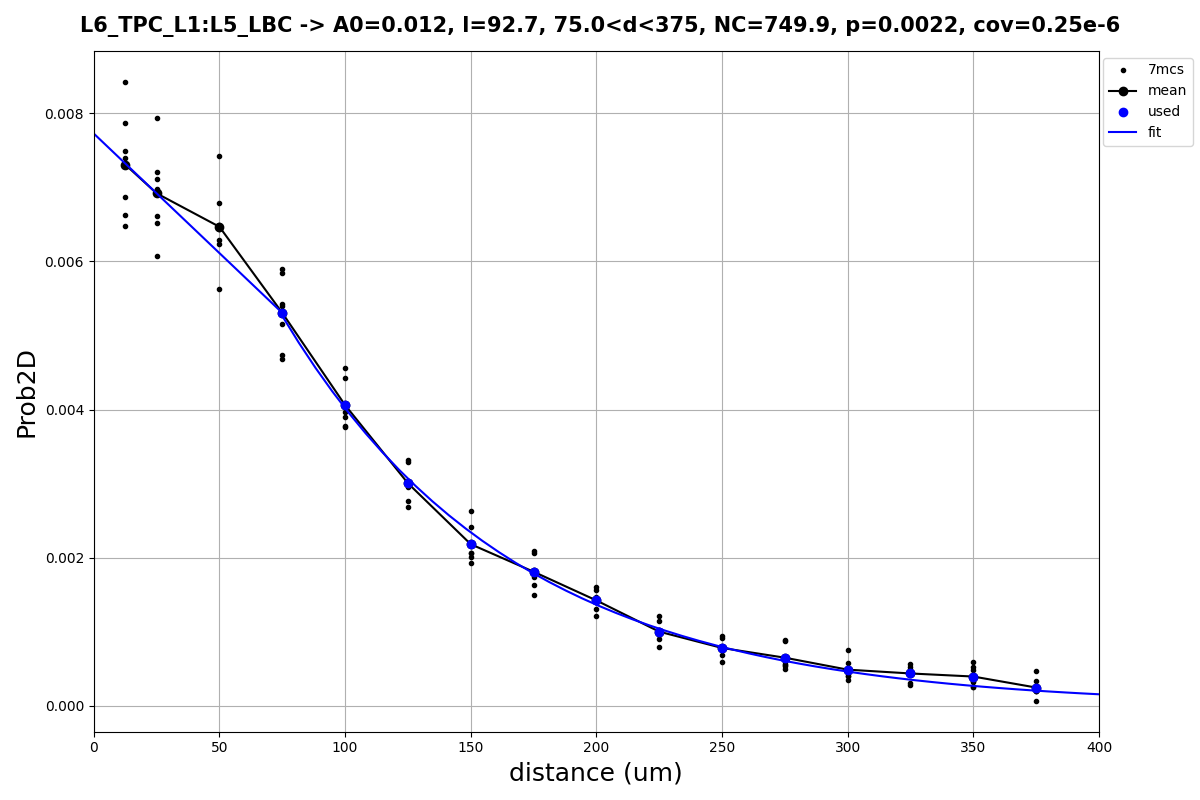 L6_TPC_L1:L5_LBC -> A0=0.012, l=92.7, 75.0<d<375, NC=749.9, p=0.0022, cov=0.25e-6
7mcs
mean
used
fit
0.008
0.006
0.004
0.002
0.000
Prob2D
0 50 100 150 200 250 300 350 400
distance (um)